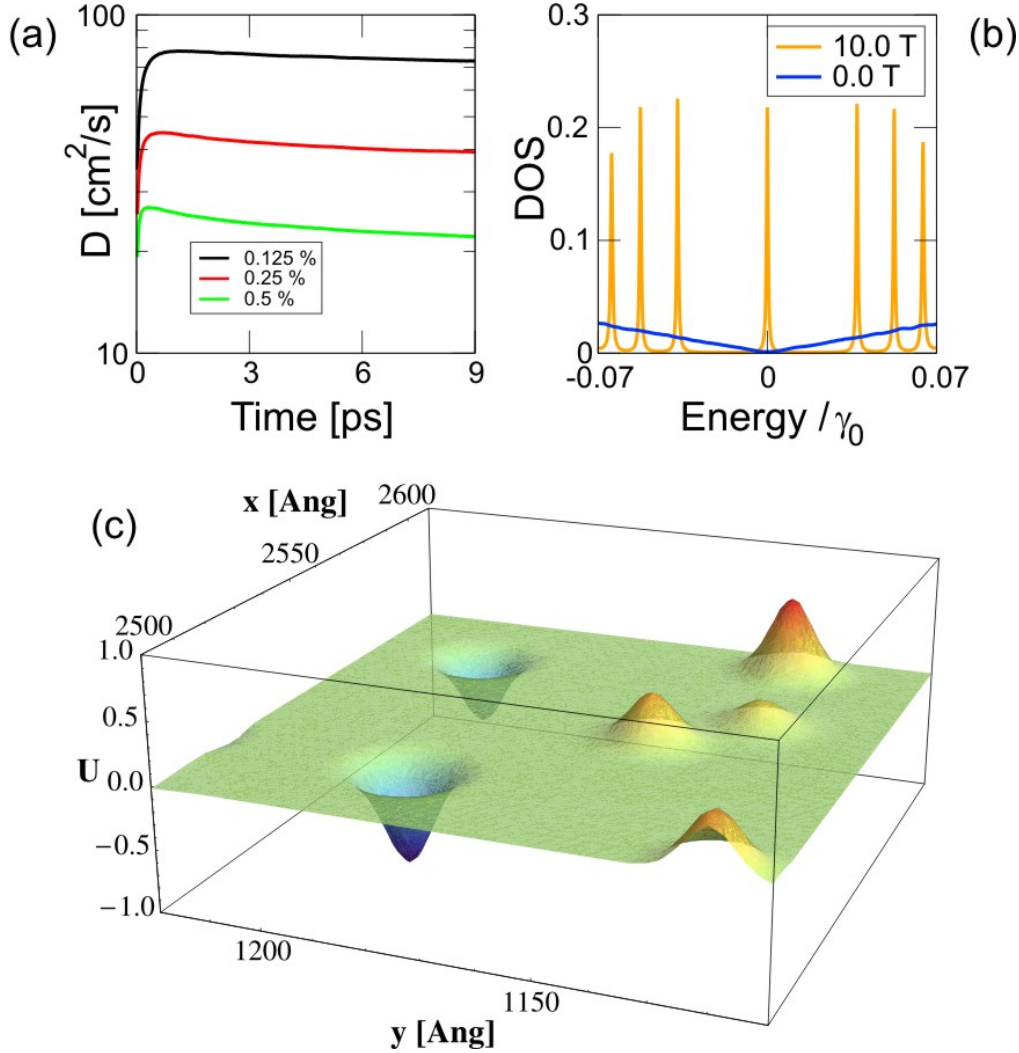 (a)
100
D [cm²/s]
10
0 3 6 9
Time [ps]
0.125 %
0.25 %
0.5 %
(b)
0.3
0.2
0.1
0
DOS
10.0 T
0.0 T
-0.07 0 0.07
Energy / γ₀
(c)
x [Ang]
2600
2550
2500
1.0
0.5
U 0.0
−0.5
−1.0
1200
1150
y [Ang]